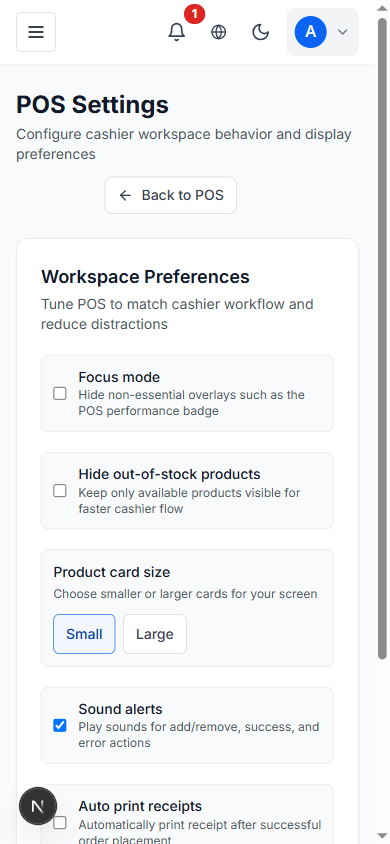 1
A
POS Settings
Configure cashier workspace behavior and display
preferences
Save
Back to POS
Workspace Preferences
Tune POS to match cashier workflow and
reduce distractions
Focus mode
Hide non-essential overlays such as the
POS performance badge
Hide out-of-stock products
Keep only available products visible for
faster cashier flow
Product card size
Choose smaller or larger cards for your screen
Small
Large
Sound alerts
Play sounds for add/remove, success, and
error actions
N
Auto print receipts
Automatically print receipt after successful
order placement